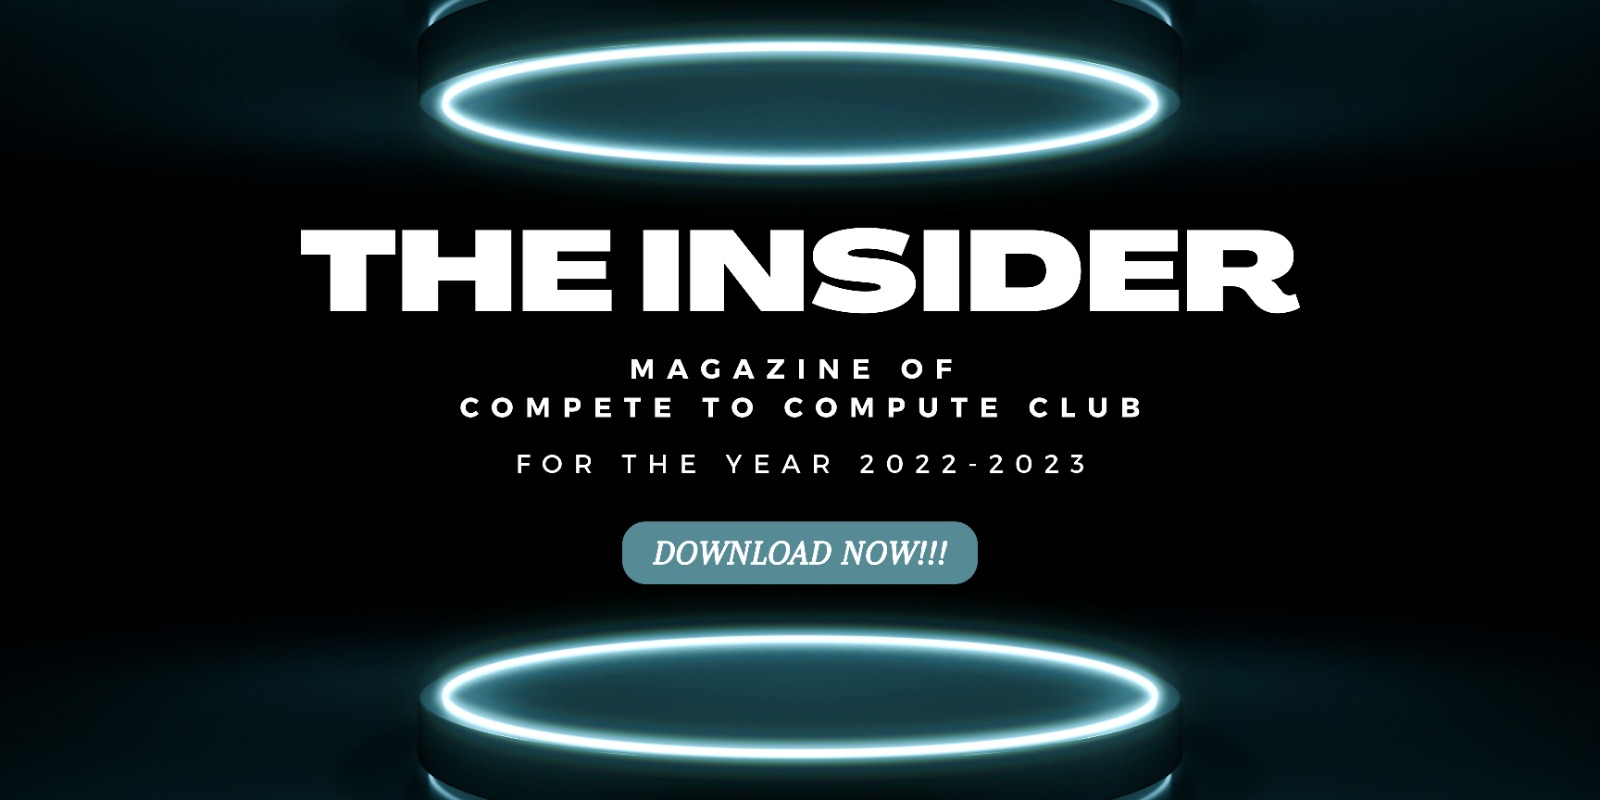 THE INSIDER
MAGAZINE OF
COMPETE TO COMPUTE CLUB
FOR THE YEAR 2022-2023
DOWNLOAD NOW!!!